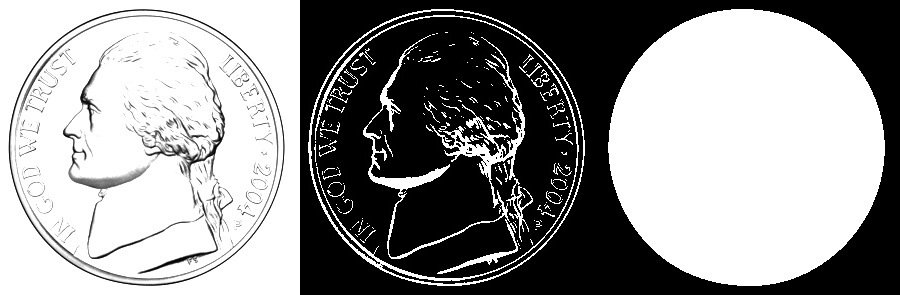 IN GOD WE TRUST
LIBERTY · 2004
IN GOD WE TRUST
LIBERTY · 2004